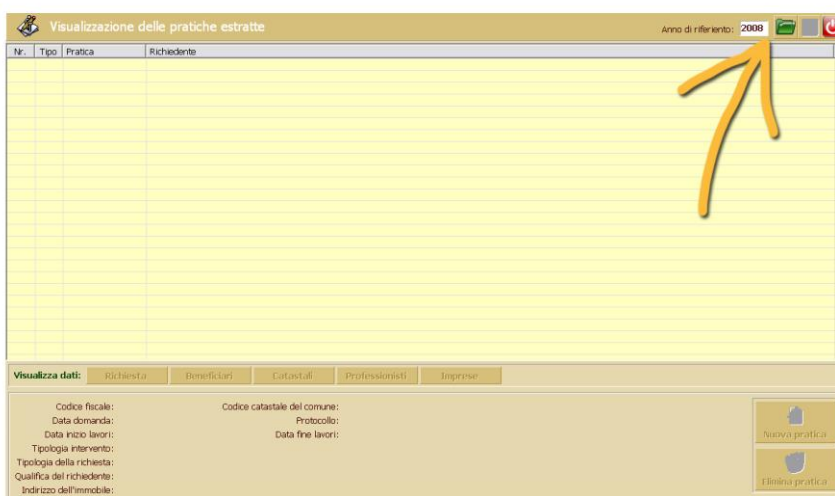 Visualizzazione delle pratiche estratte
Anno di riferiento: 2008
Nr. Tipo Pratica Richiedente
Visualizza dati: Richiesta Beneficiari Catastali Professionisti Imprese
Codice fiscale: Codice catastale del comune:
Data domanda: Protocollo:
Data inizio lavori: Data fine lavori:
Tipologia intervento:
Tipologia della richiesta:
Qualifica del richiedente:
Indirizzo dell'immobile:
Nuova pratica
Elimina pratica